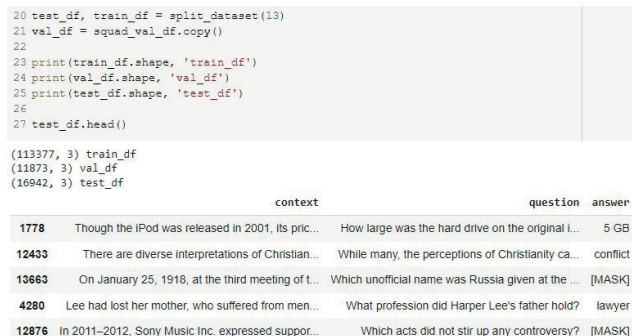 20 test_df, train_df = split_dataset(13)
21 val_df = squad_val_df.copy()
22
23 print(train_df.shape, 'train_df')
24 print(val_df.shape, 'val_df')
25 print(test_df.shape, 'test_df')
26
27 test_df.head()
(113377, 3) train_df
(11873, 3) val_df
(16942, 3) test_df
context question answer
1778 Though the iPod was released in 2001, its pric... How large was the hard drive on the original i... 5 GB
12433 There are diverse interpretations of Christian... While many, the perceptions of Christianity ca... conflict
13663 On January 25, 1918, at the third meeting of t... Which unofficial name was Russia given at the ... [MASK]
4280 Lee had lost her mother, who suffered from men... What profession did Harper Lee's father hold? lawyer
12876 In 2011–2012, Sony Music Inc. expressed suppor... Which acts did not stir up any controversy? [MASK]